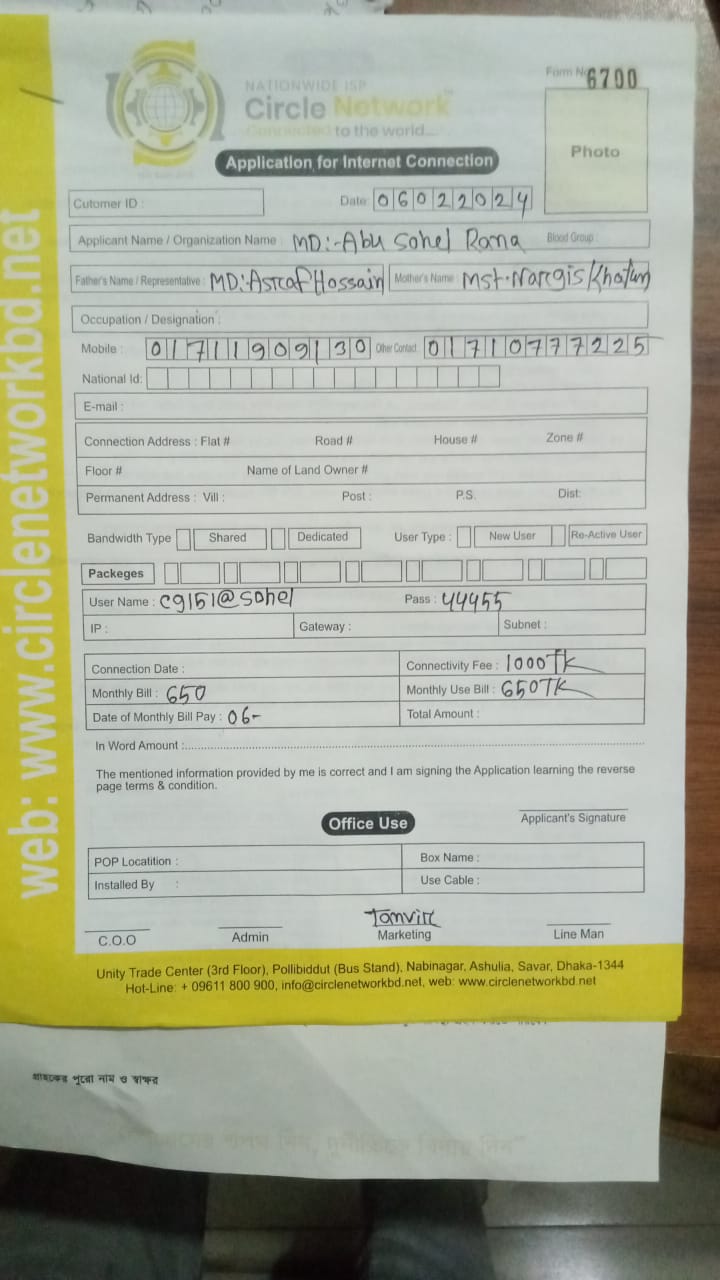 NATIONWIDE ISP
Circle Network
Connected to the world...
Form No 6700
Photo
Application for Internet Connection
Cutomer ID :
Date 06022024
Applicant Name / Organization Name : MD:-Abu Sohel Rana Blood Group :
Father's Name / Representative : MD:Asraf Hossain Mother's Name : Mst. Nargis Khatun
Occupation / Designation :
Mobile : 01711909130 Other Contact 01710777225
National Id:
E-mail :
Connection Address : Flat # Road # House # Zone #
Floor # Name of Land Owner #
Permanent Address : Vill : Post : P.S. Dist:
Bandwidth Type Shared Dedicated User Type : New User Re-Active User
Packeges
User Name : c9151@sohel Pass : 44455
IP : Gateway : Subnet :
Connection Date : Connectivity Fee : 1000TK
Monthly Bill : 650 Monthly Use Bill : 650TK
Date of Monthly Bill Pay : 06- Total Amount :
In Word Amount :
The mentioned information provided by me is correct and I am signing the Application learning the reverse
page terms & condition.
Applicant's Signature
Office Use
POP Locatition : Box Name :
Installed By : Use Cable :
Tanvir
C.O.O Admin Marketing Line Man
Unity Trade Center (3rd Floor), Pollibiddut (Bus Stand), Nabinagar, Ashulia, Savar, Dhaka-1344
Hot-Line: + 09611 800 900, info@circlenetworkbd.net, web: www.circlenetworkbd.net
web: www.circlenetworkbd.net
গ্রাহকের পুরো নাম ও স্বাক্ষর